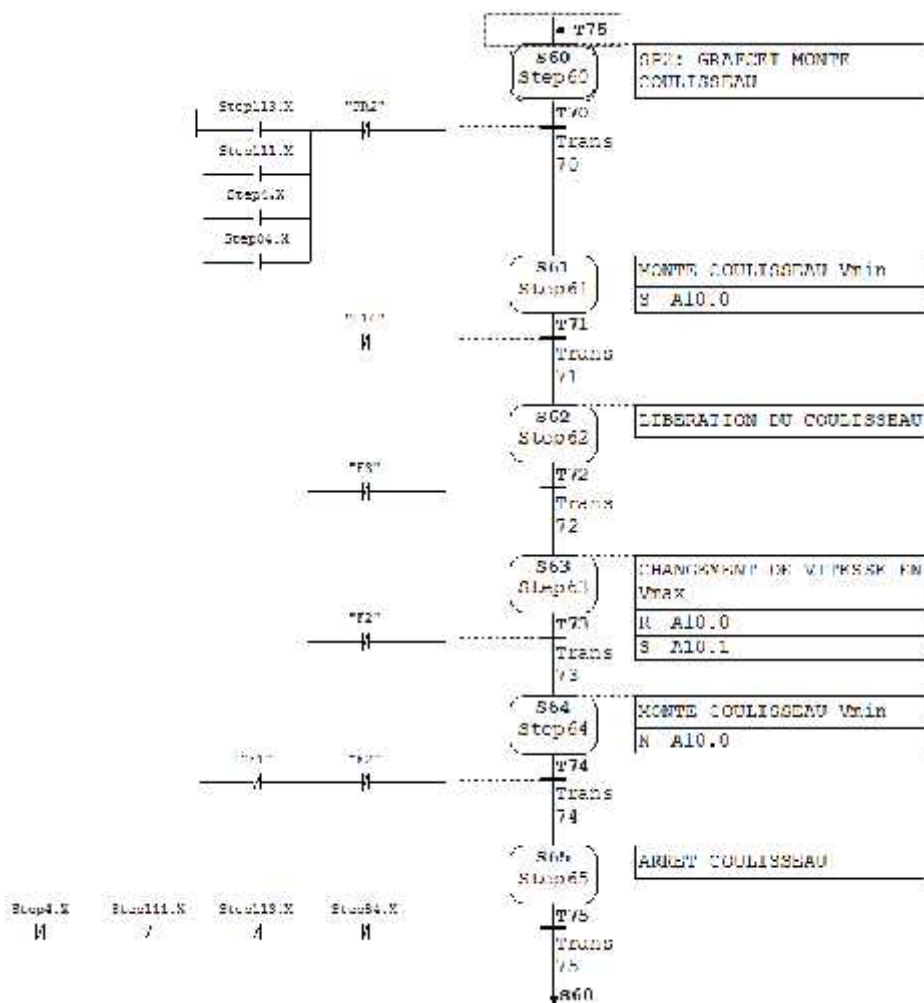 T75
S60
Step60
SP2: GRAFCET MONTE
COULISSEAU
Step113.X
T70
Trans
70
Step111.X
Step4.X
Step84.X
S61
Step61
MONTE COULISSEAU Vmin
S A10.0
T71
Trans
71
S62
Step62
LIBERATION DU COULISSEAU
T72
Trans
72
S63
Step63
CHANGEMENT DE VITESSE EN
Vmax
R A10.0
S A10.1
"F2"
T73
Trans
73
S64
Step64
MONTE COULISSEAU Vmin
N A10.0
T74
Trans
74
S65
Step65
ARRET COULISSEAU
Step4.X Step111.X Step113.X Step84.X
T75
Trans
75
S60